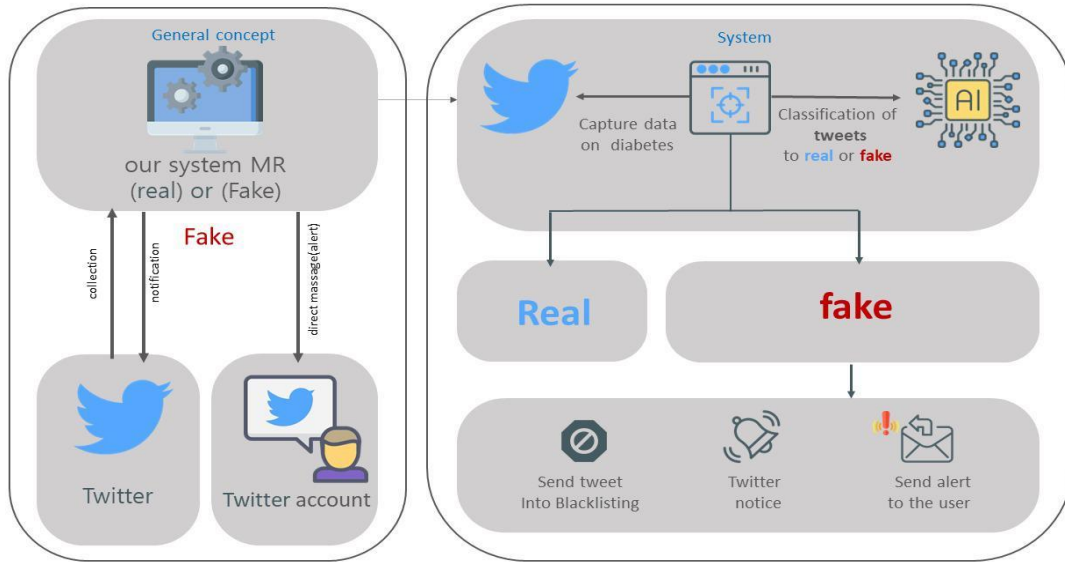 General concept
our system MR
(real) or (Fake)
Fake
collection
notification
direct massage(alert)
Twitter
Twitter account
System
Capture data
on diabetes
Classification of
tweets
to real or fake
AI
Real
fake
Send tweet
Into Blacklisting
Twitter
notice
Send alert
to the user